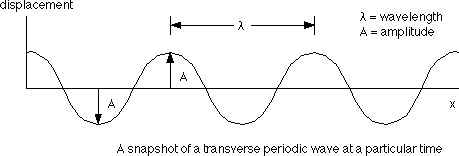 displacement
λ
λ = wavelength
A = amplitude
A
A
x
A snapshot of a transverse periodic wave at a particular time